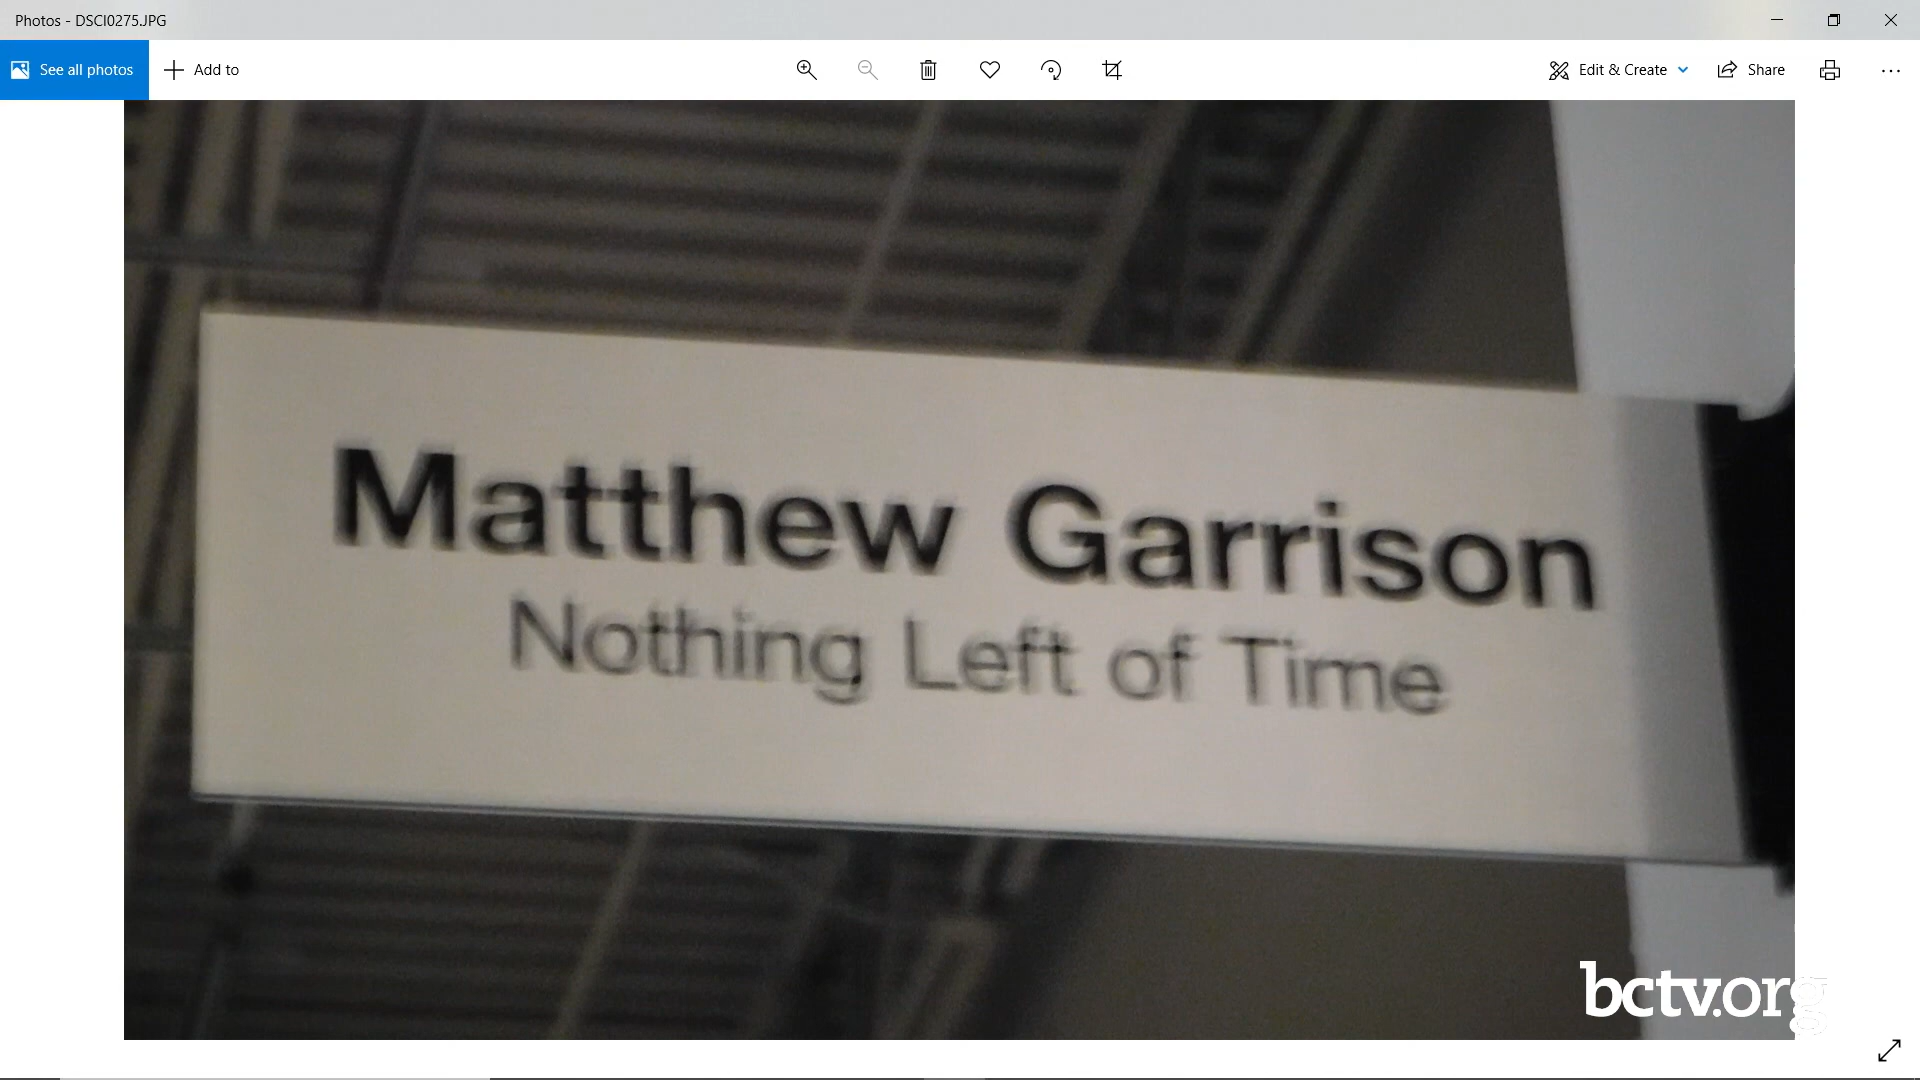 Photos - DSCI0275.JPG
See all photos
Add to
Edit & Create
Share
Matthew Garrison
Nothing Left of Time
bctv.org